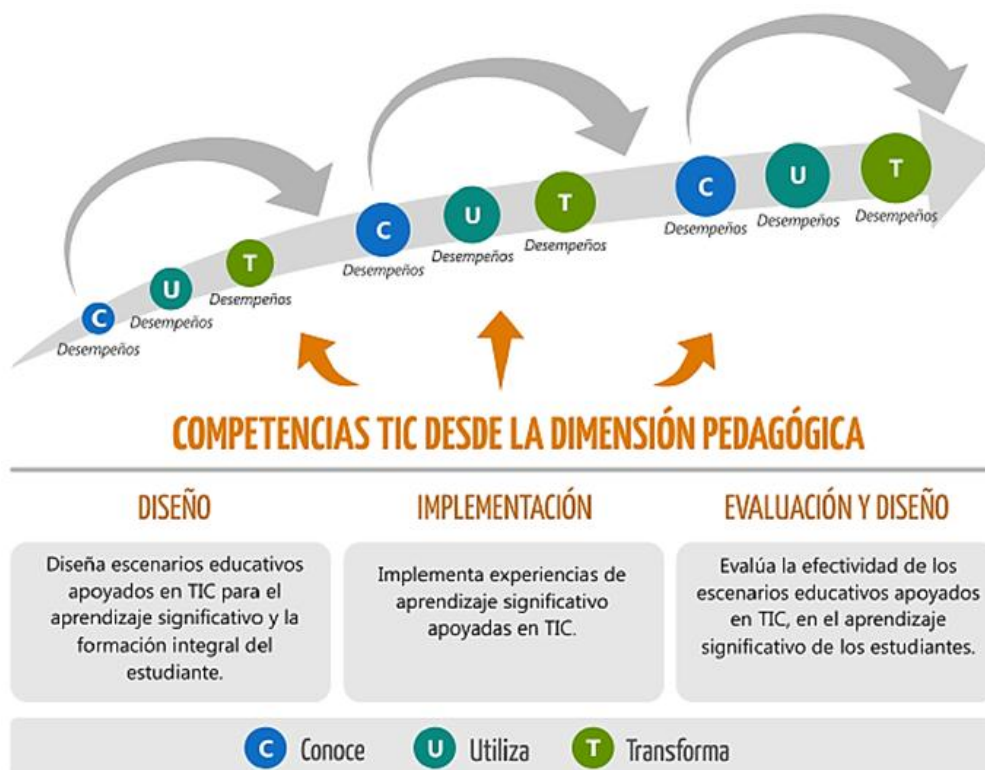 C
U
T
Desempeños
Desempeños
Desempeños
C
U
T
Desempeños
Desempeños
Desempeños
C
U
T
Desempeños
Desempeños
Desempeños
COMPETENCIAS TIC DESDE LA DIMENSIÓN PEDAGÓGICA
DISEÑO
Diseña escenarios educativos
apoyados en TIC para el
aprendizaje significativo y la
formación integral del
estudiante.
IMPLEMENTACIÓN
Implementa experiencias de
aprendizaje significativo
apoyadas en TIC.
EVALUACIÓN Y DISEÑO
Evalúa la efectividad de los
escenarios educativos apoyados
en TIC, en el aprendizaje
significativo de los estudiantes.
C Conoce
U Utiliza
T Transforma